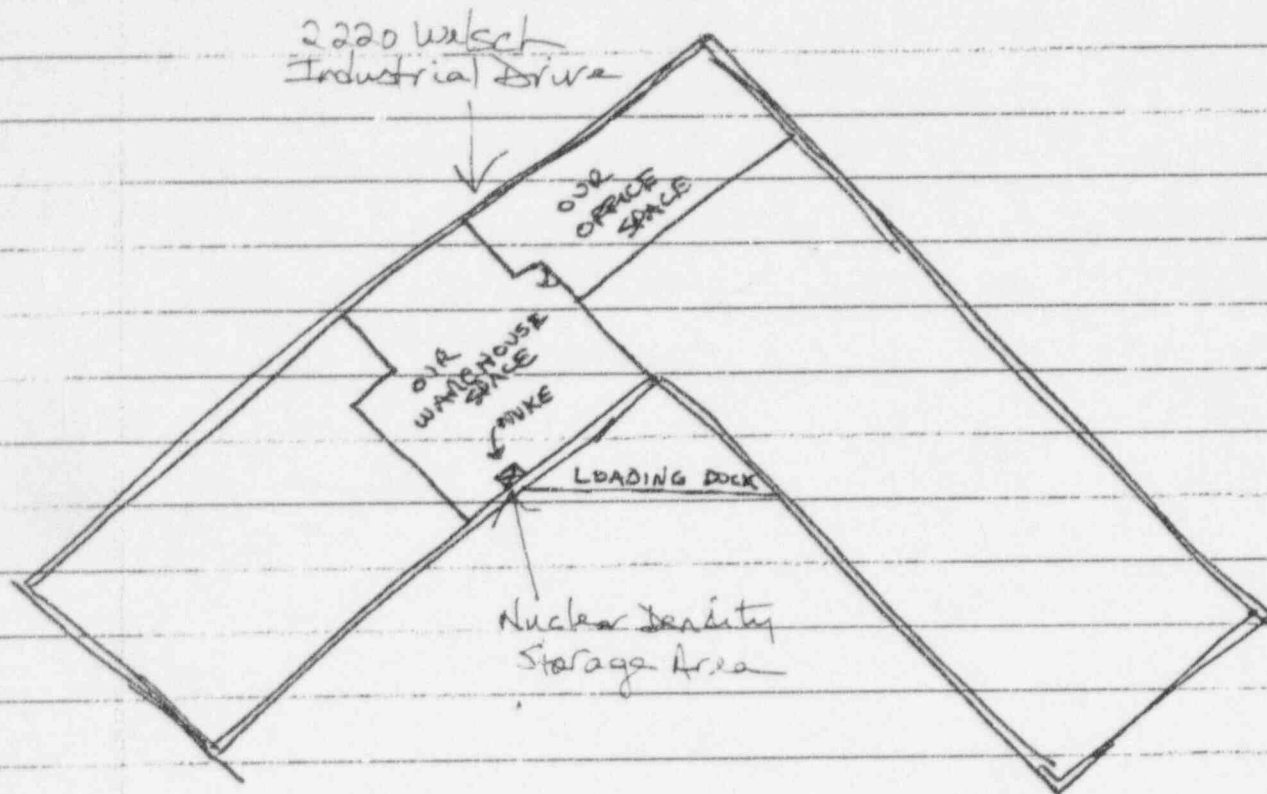 2220 Welsch
Industrial Drive
OUR
OFFICE
SPACE
OUR
WAREHOUSE
SPACE
NUKE
LOADING DOCK
Nuclear Density
Storage Area